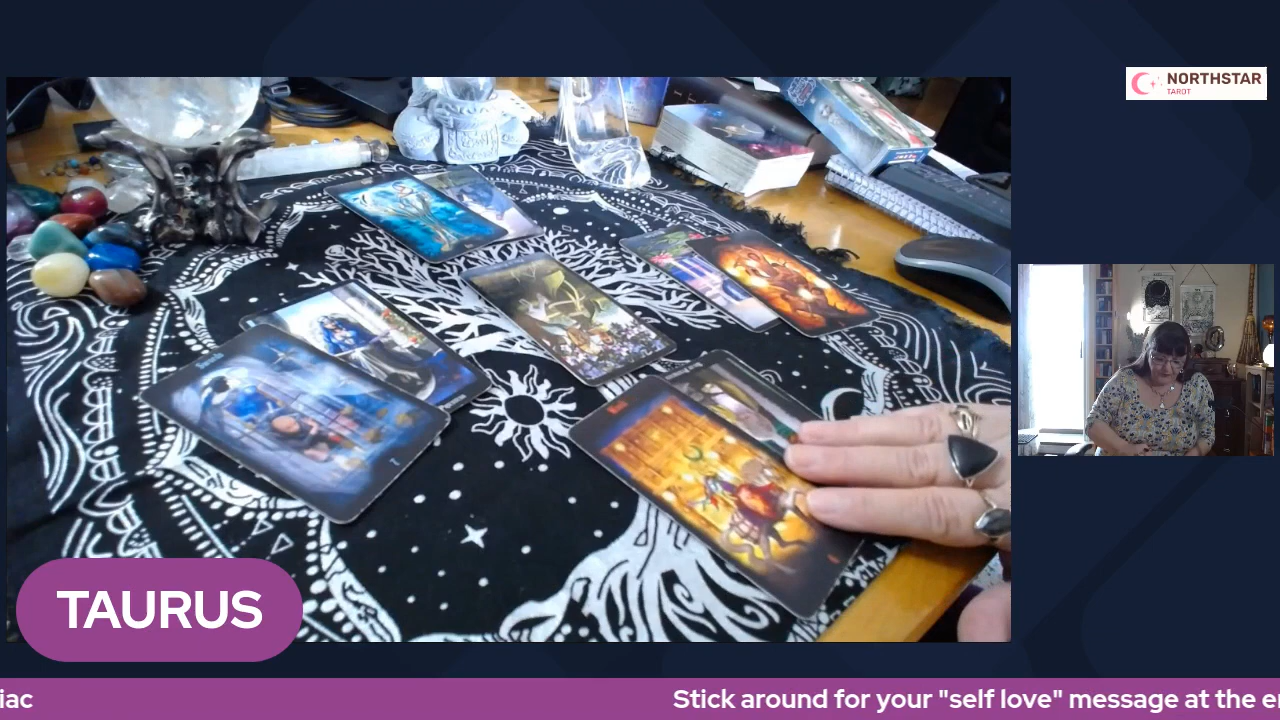 NORTHSTAR
TAROT
TAURUS
iac
Stick around for your "self love" message at the e